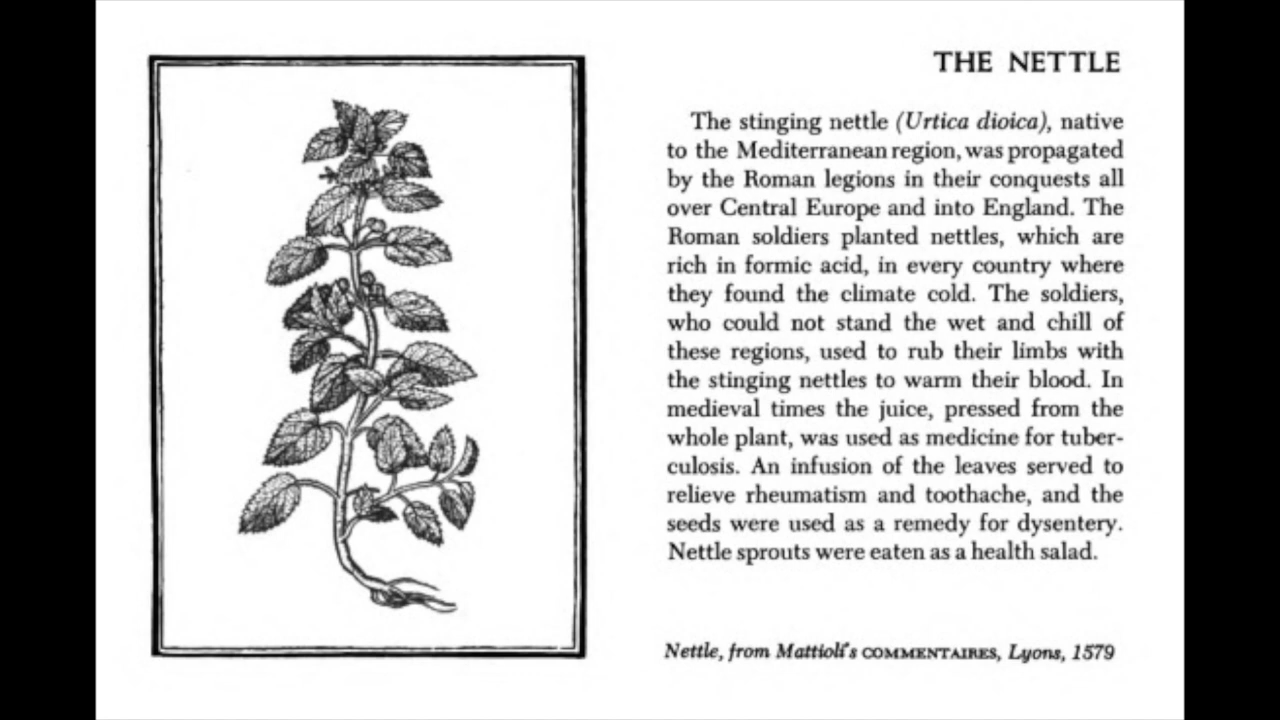 THE NETTLE
The stinging nettle (Urtica dioica), native
to the Mediterranean region, was propagated
by the Roman legions in their conquests all
over Central Europe and into England. The
Roman soldiers planted nettles, which are
rich in formic acid, in every country where
they found the climate cold. The soldiers,
who could not stand the wet and chill of
these regions, used to rub their limbs with
the stinging nettles to warm their blood. In
medieval times the juice, pressed from the
whole plant, was used as medicine for tuber-
culosis. An infusion of the leaves served to
relieve rheumatism and toothache, and the
seeds were used as a remedy for dysentery.
Nettle sprouts were eaten as a health salad.
Nettle, from Mattioli's COMMENTAIRES, Lyons, 1579